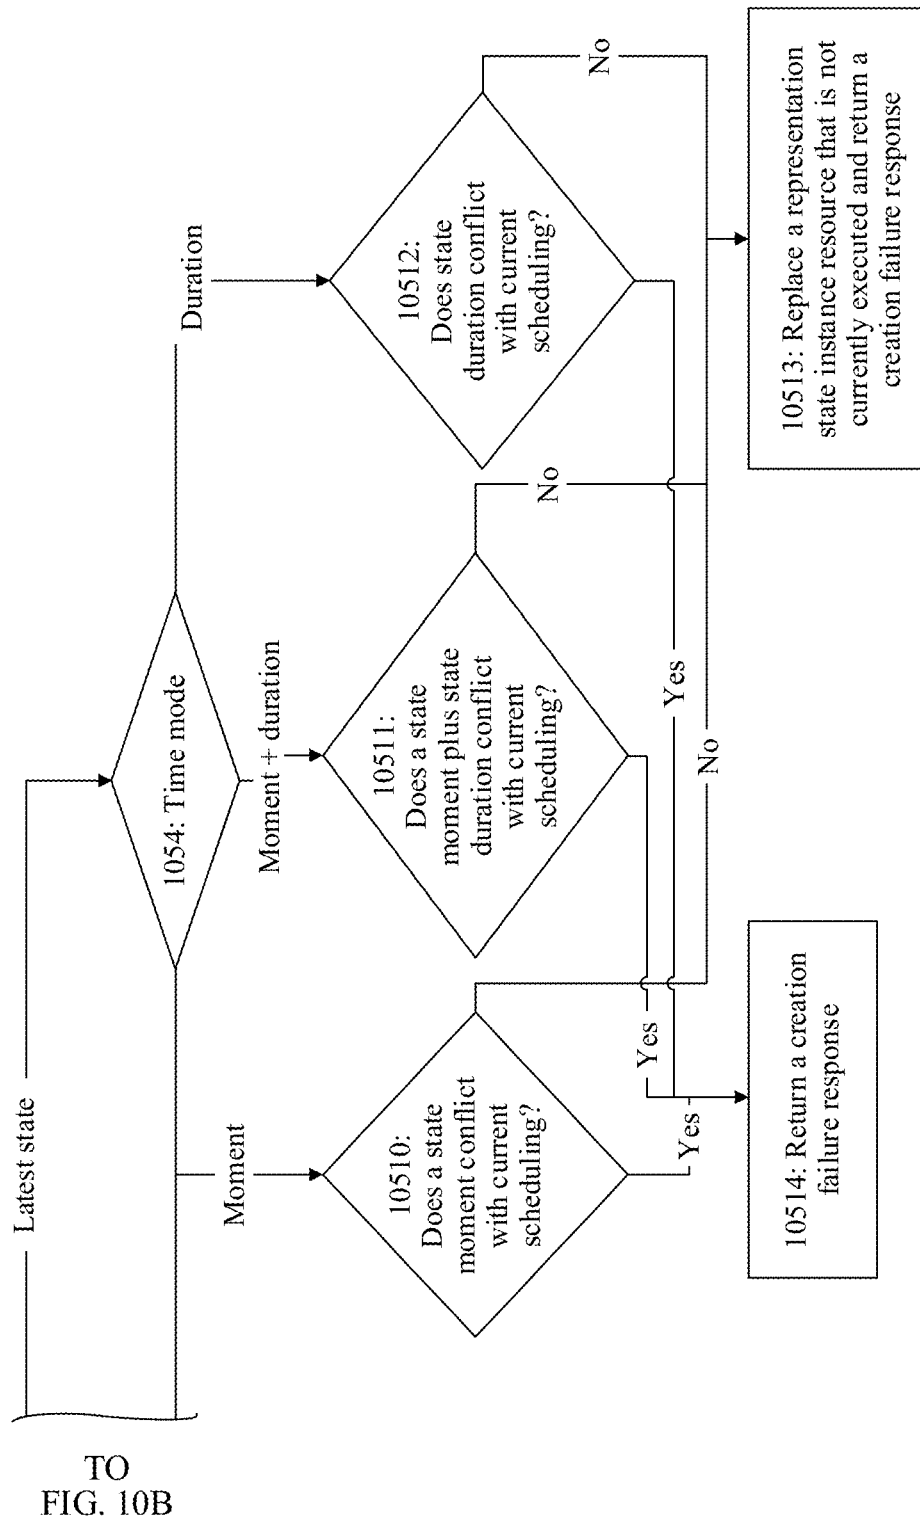 TO
FIG. 10B
Latest state
1054: Time mode
Moment
Moment + duration
Duration
10510:
Does a state
moment conflict
with current
scheduling?
10511:
Does a state
moment plus state
duration conflict
with current
scheduling?
10512:
Does state
duration conflict
with current
scheduling?
Yes
Yes
Yes
No
No
No
10514: Return a creation
failure response
10513: Replace a representation
state instance resource that is not
currently executed and return a
creation failure response